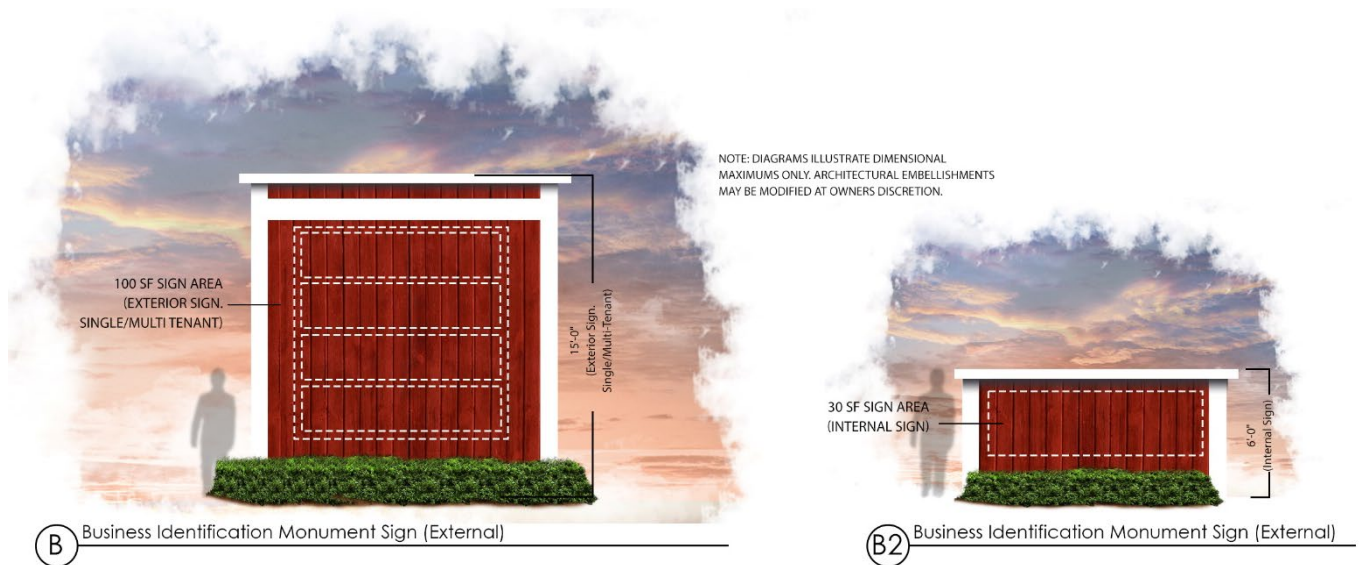 NOTE: DIAGRAMS ILLUSTRATE DIMENSIONAL
MAXIMUMS ONLY. ARCHITECTURAL EMBELLISHMENTS
MAY BE MODIFIED AT OWNERS DISCRETION.
100 SF SIGN AREA
(EXTERIOR SIGN.
SINGLE/MULTI TENANT)
15'-0"
(Exterior Sign.
Single/Multi-Tenant)
B
Business Identification Monument Sign (External)
30 SF SIGN AREA
(INTERNAL SIGN)
6'-0"
(Internal Sign)
B2
Business Identification Monument Sign (External)